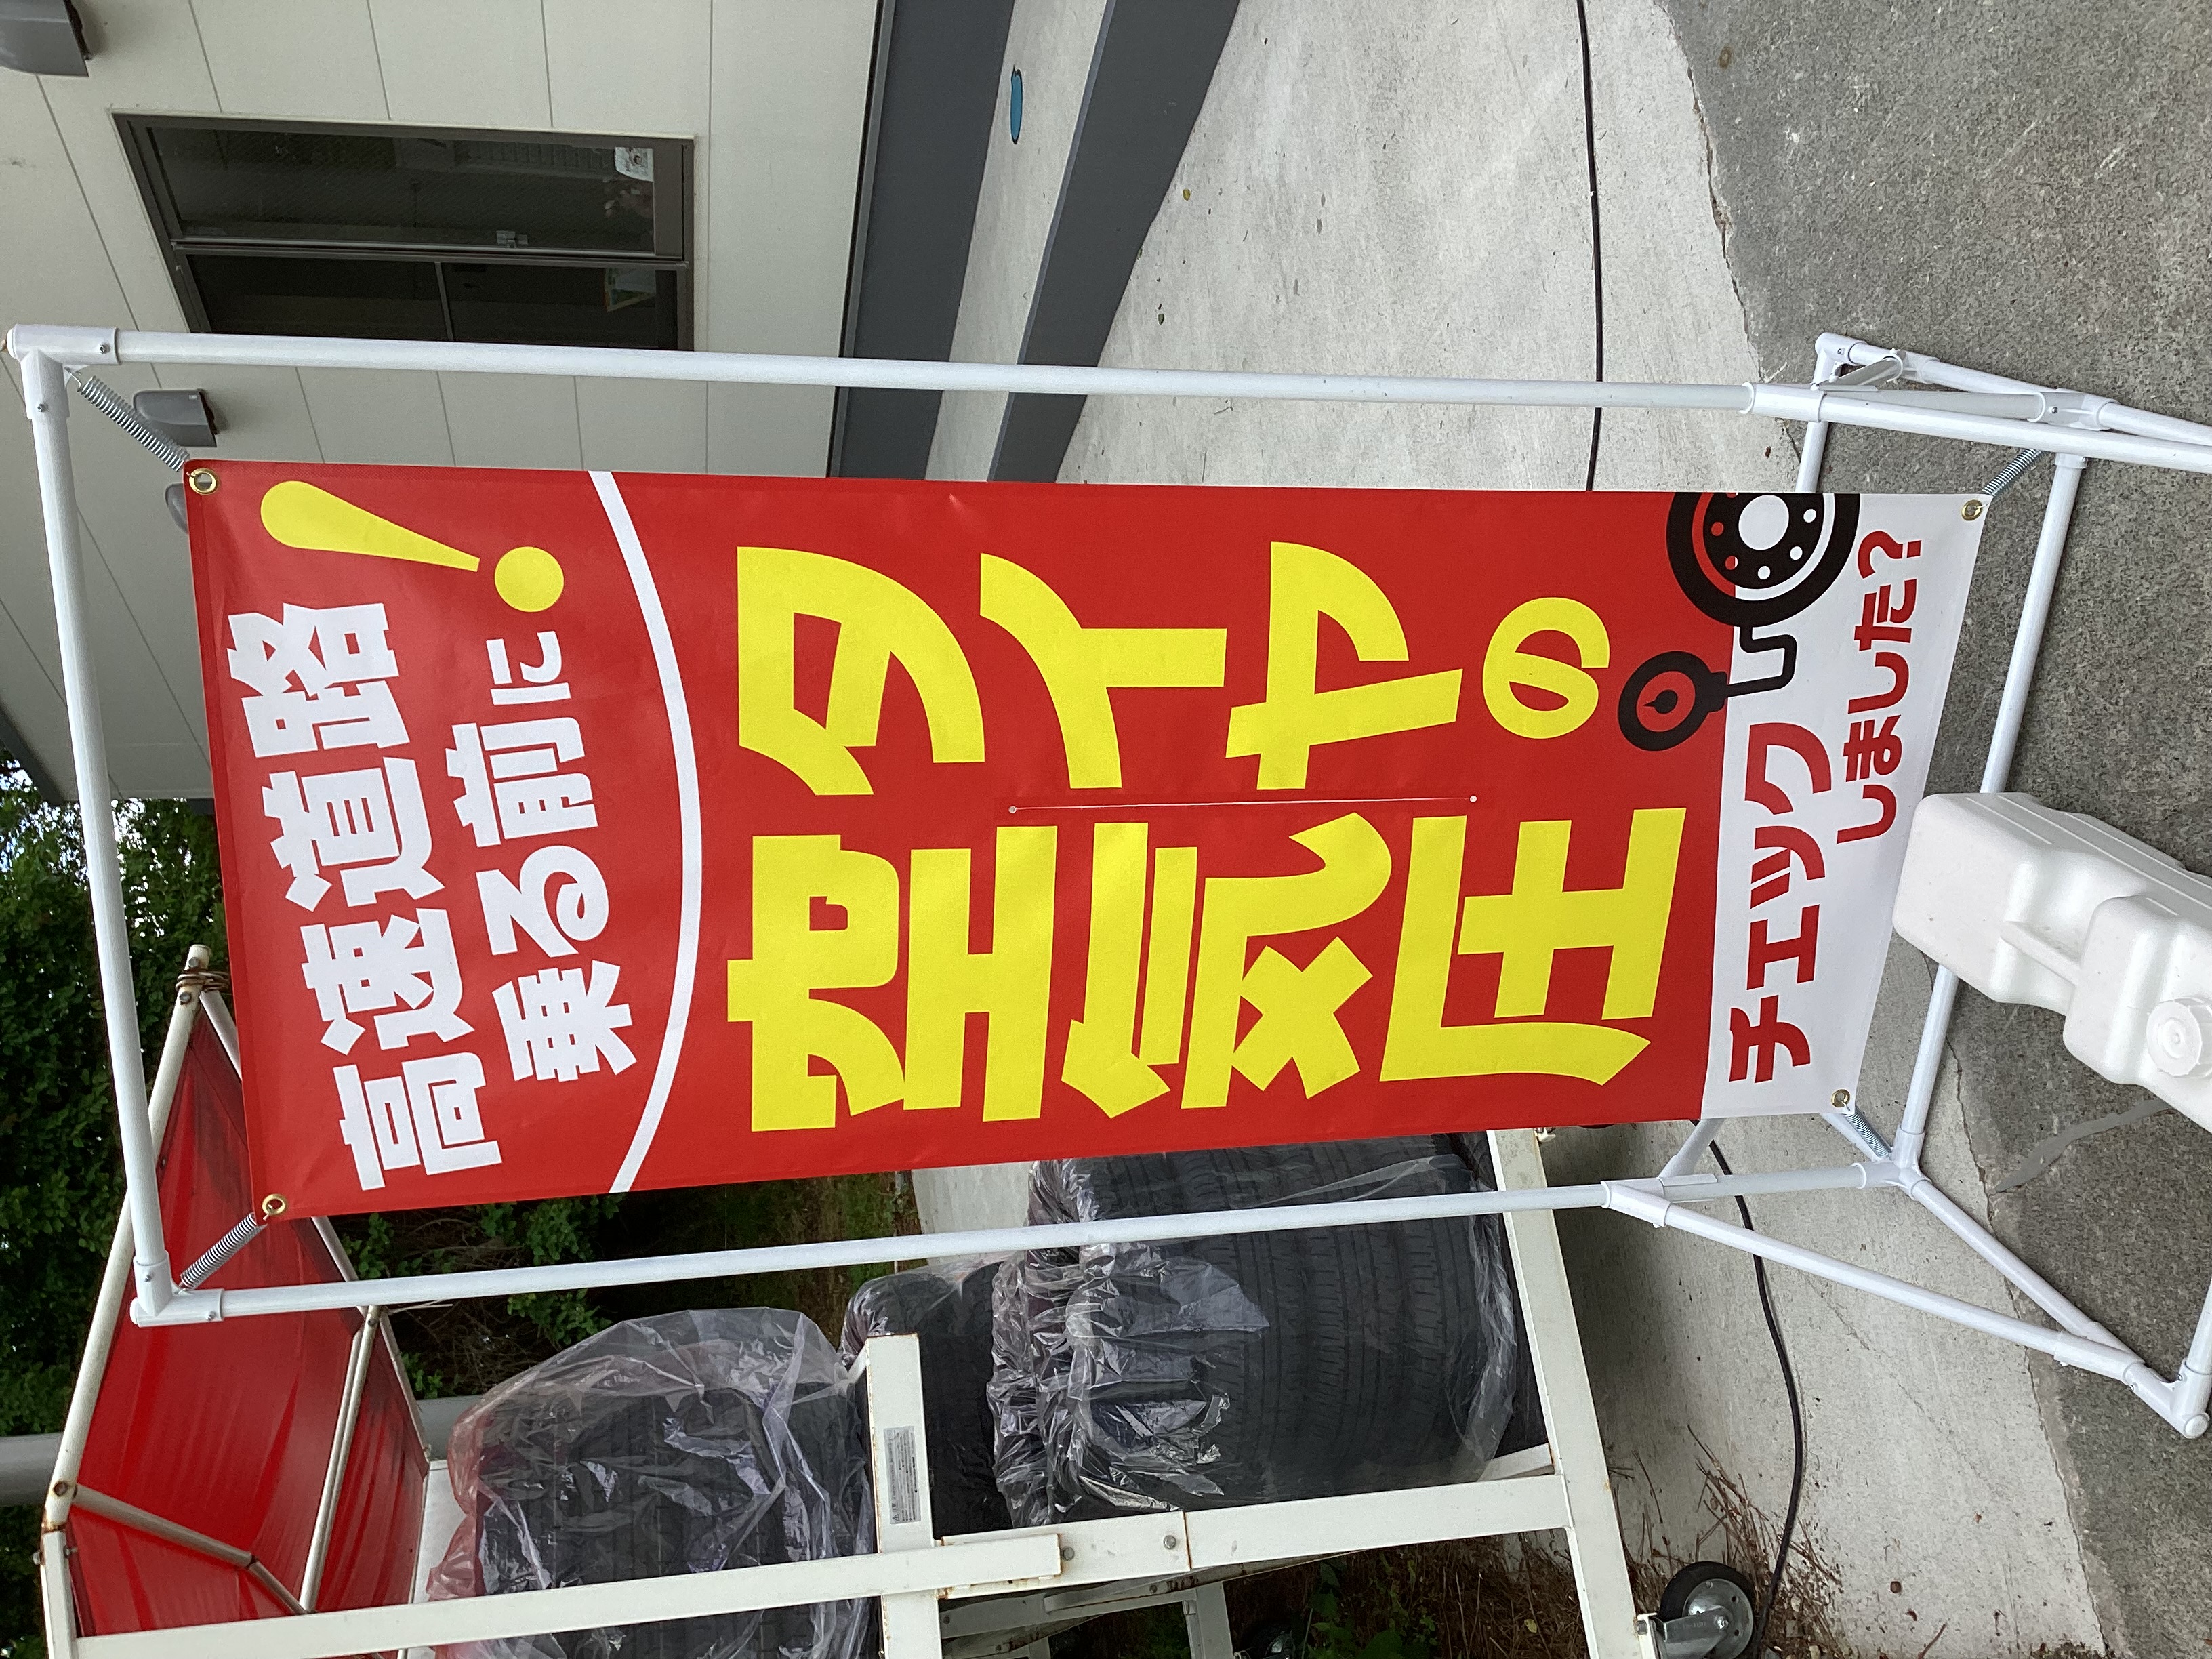 高速道路
乗る前に!
タイヤの
空気圧
チェック
しました?